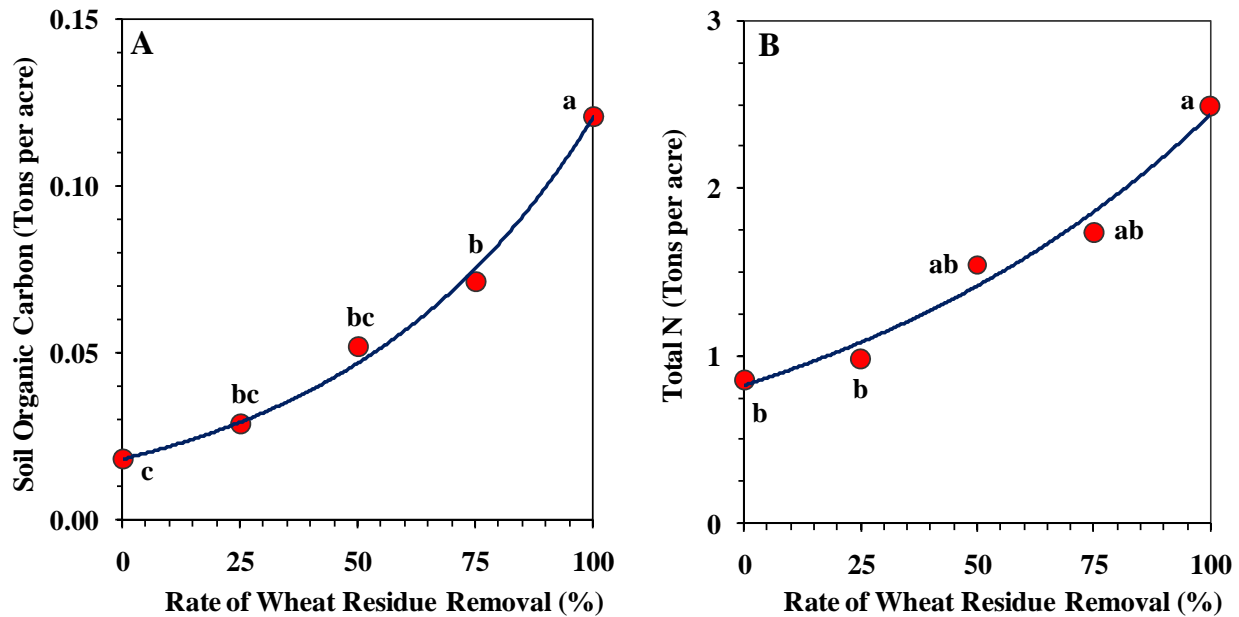 A
Soil Organic Carbon (Tons per acre)
0.15
0.10
0.05
0.00
a
b
bc
bc
c
0 25 50 75 100
Rate of Wheat Residue Removal (%)
B
Total N (Tons per acre)
3
2
1
0
a
ab
ab
b
b
0 25 50 75 100
Rate of Wheat Residue Removal (%)